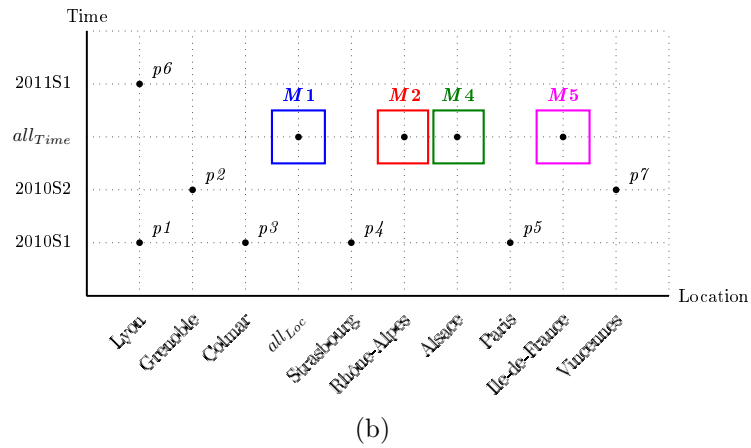 Time
2011S1
p6
M1
M2
M4
M5
all_Time
2010S2
p2
p7
2010S1
p1
p3
p4
p5
Location
Lyon
Grenoble
Colmar
all_Loc
Strasbourg
Rhône-Alpes
Alsace
Paris
Ile-de-France
Vincennes
(b)